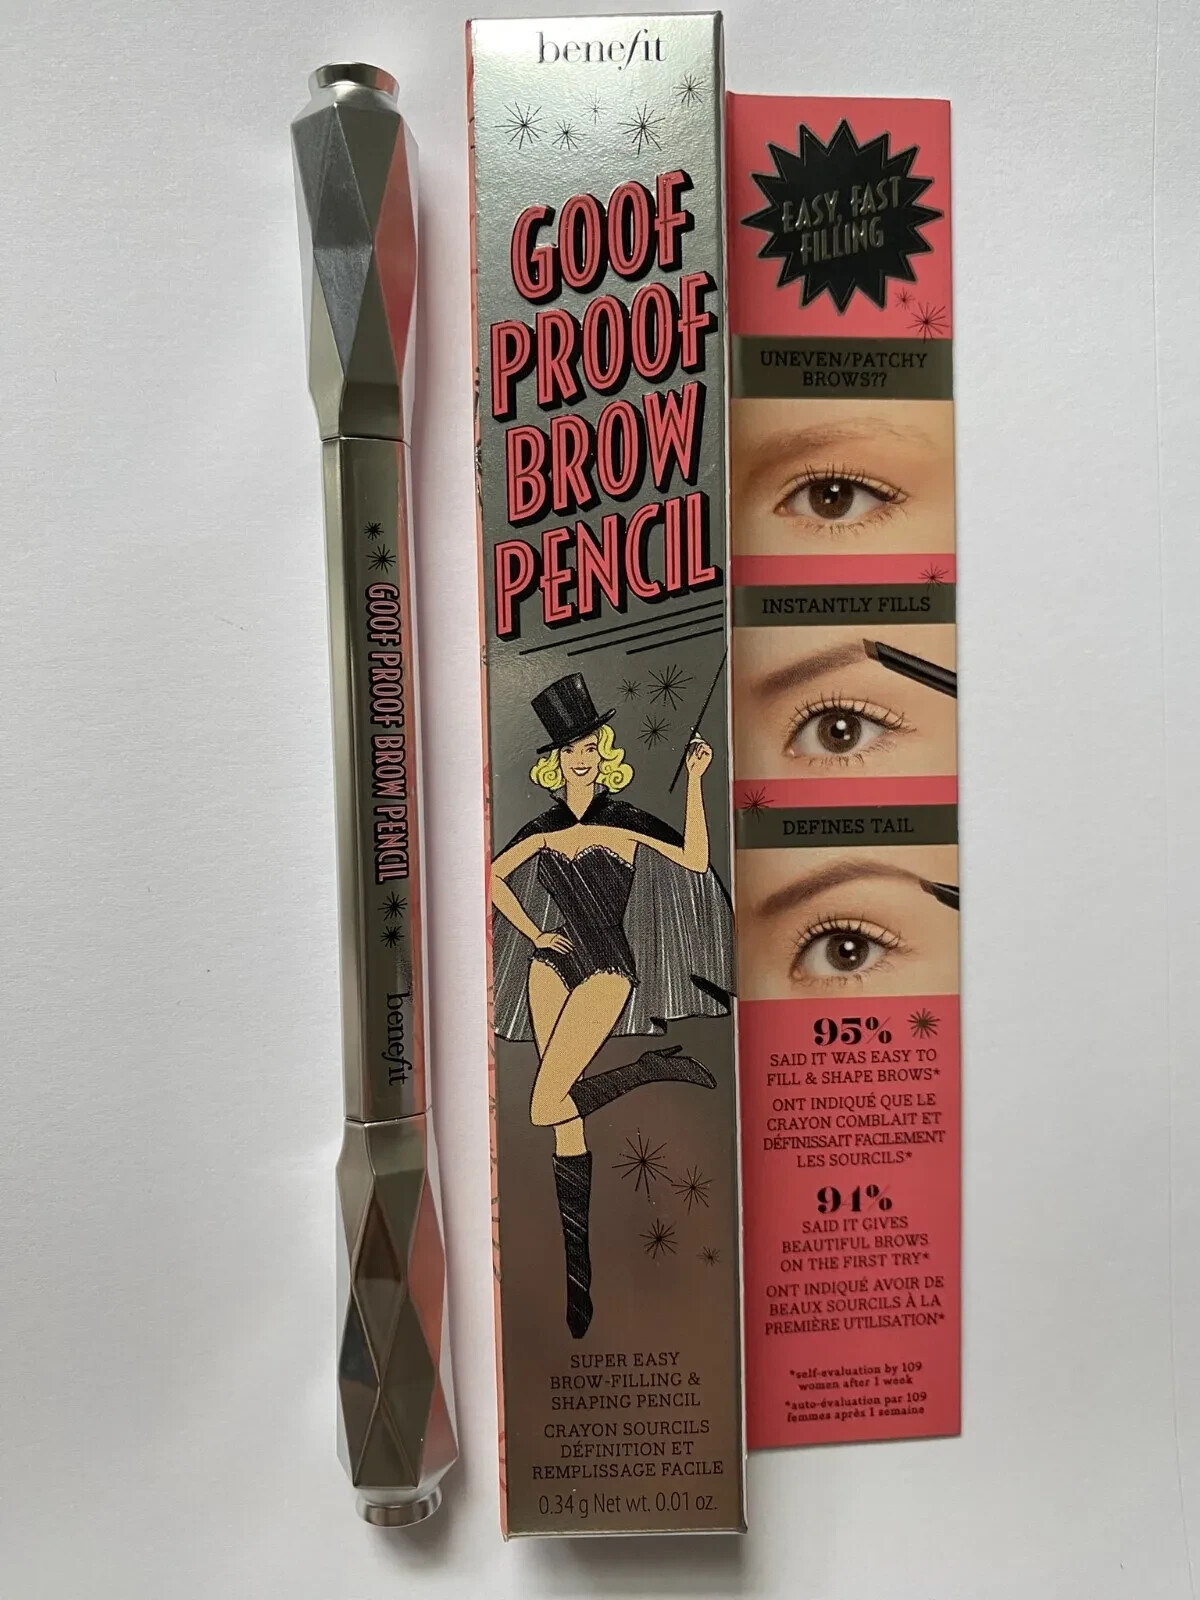 GOOF PROOF BROW PENCIL
benefit
benefit
GOOF
PROOF
BROW
PENCIL
SUPER EASY
BROW-FILLING &
SHAPING PENCIL
CRAYON SOURCILS
DÉFINITION ET
REMPLISSAGE FACILE
0.34 g Net wt. 0.01 oz.
EASY, FAST
FILLING
UNEVEN/PATCHY
BROWS??
INSTANTLY FILLS
DEFINES TAIL
95%
SAID IT WAS EASY TO
FILL & SHAPE BROWS*
ONT INDIQUÉ QUE LE
CRAYON COMBLAIT ET
DÉFINISSAIT FACILEMENT
LES SOURCILS*
94%
SAID IT GIVES
BEAUTIFUL BROWS
ON THE FIRST TRY*
ONT INDIQUÉ AVOIR DE
BEAUX SOURCILS À LA
PREMIÈRE UTILISATION*
*self-evaluation by 109
women after 1 week
*auto-évaluation par 109
femmes après 1 semaine